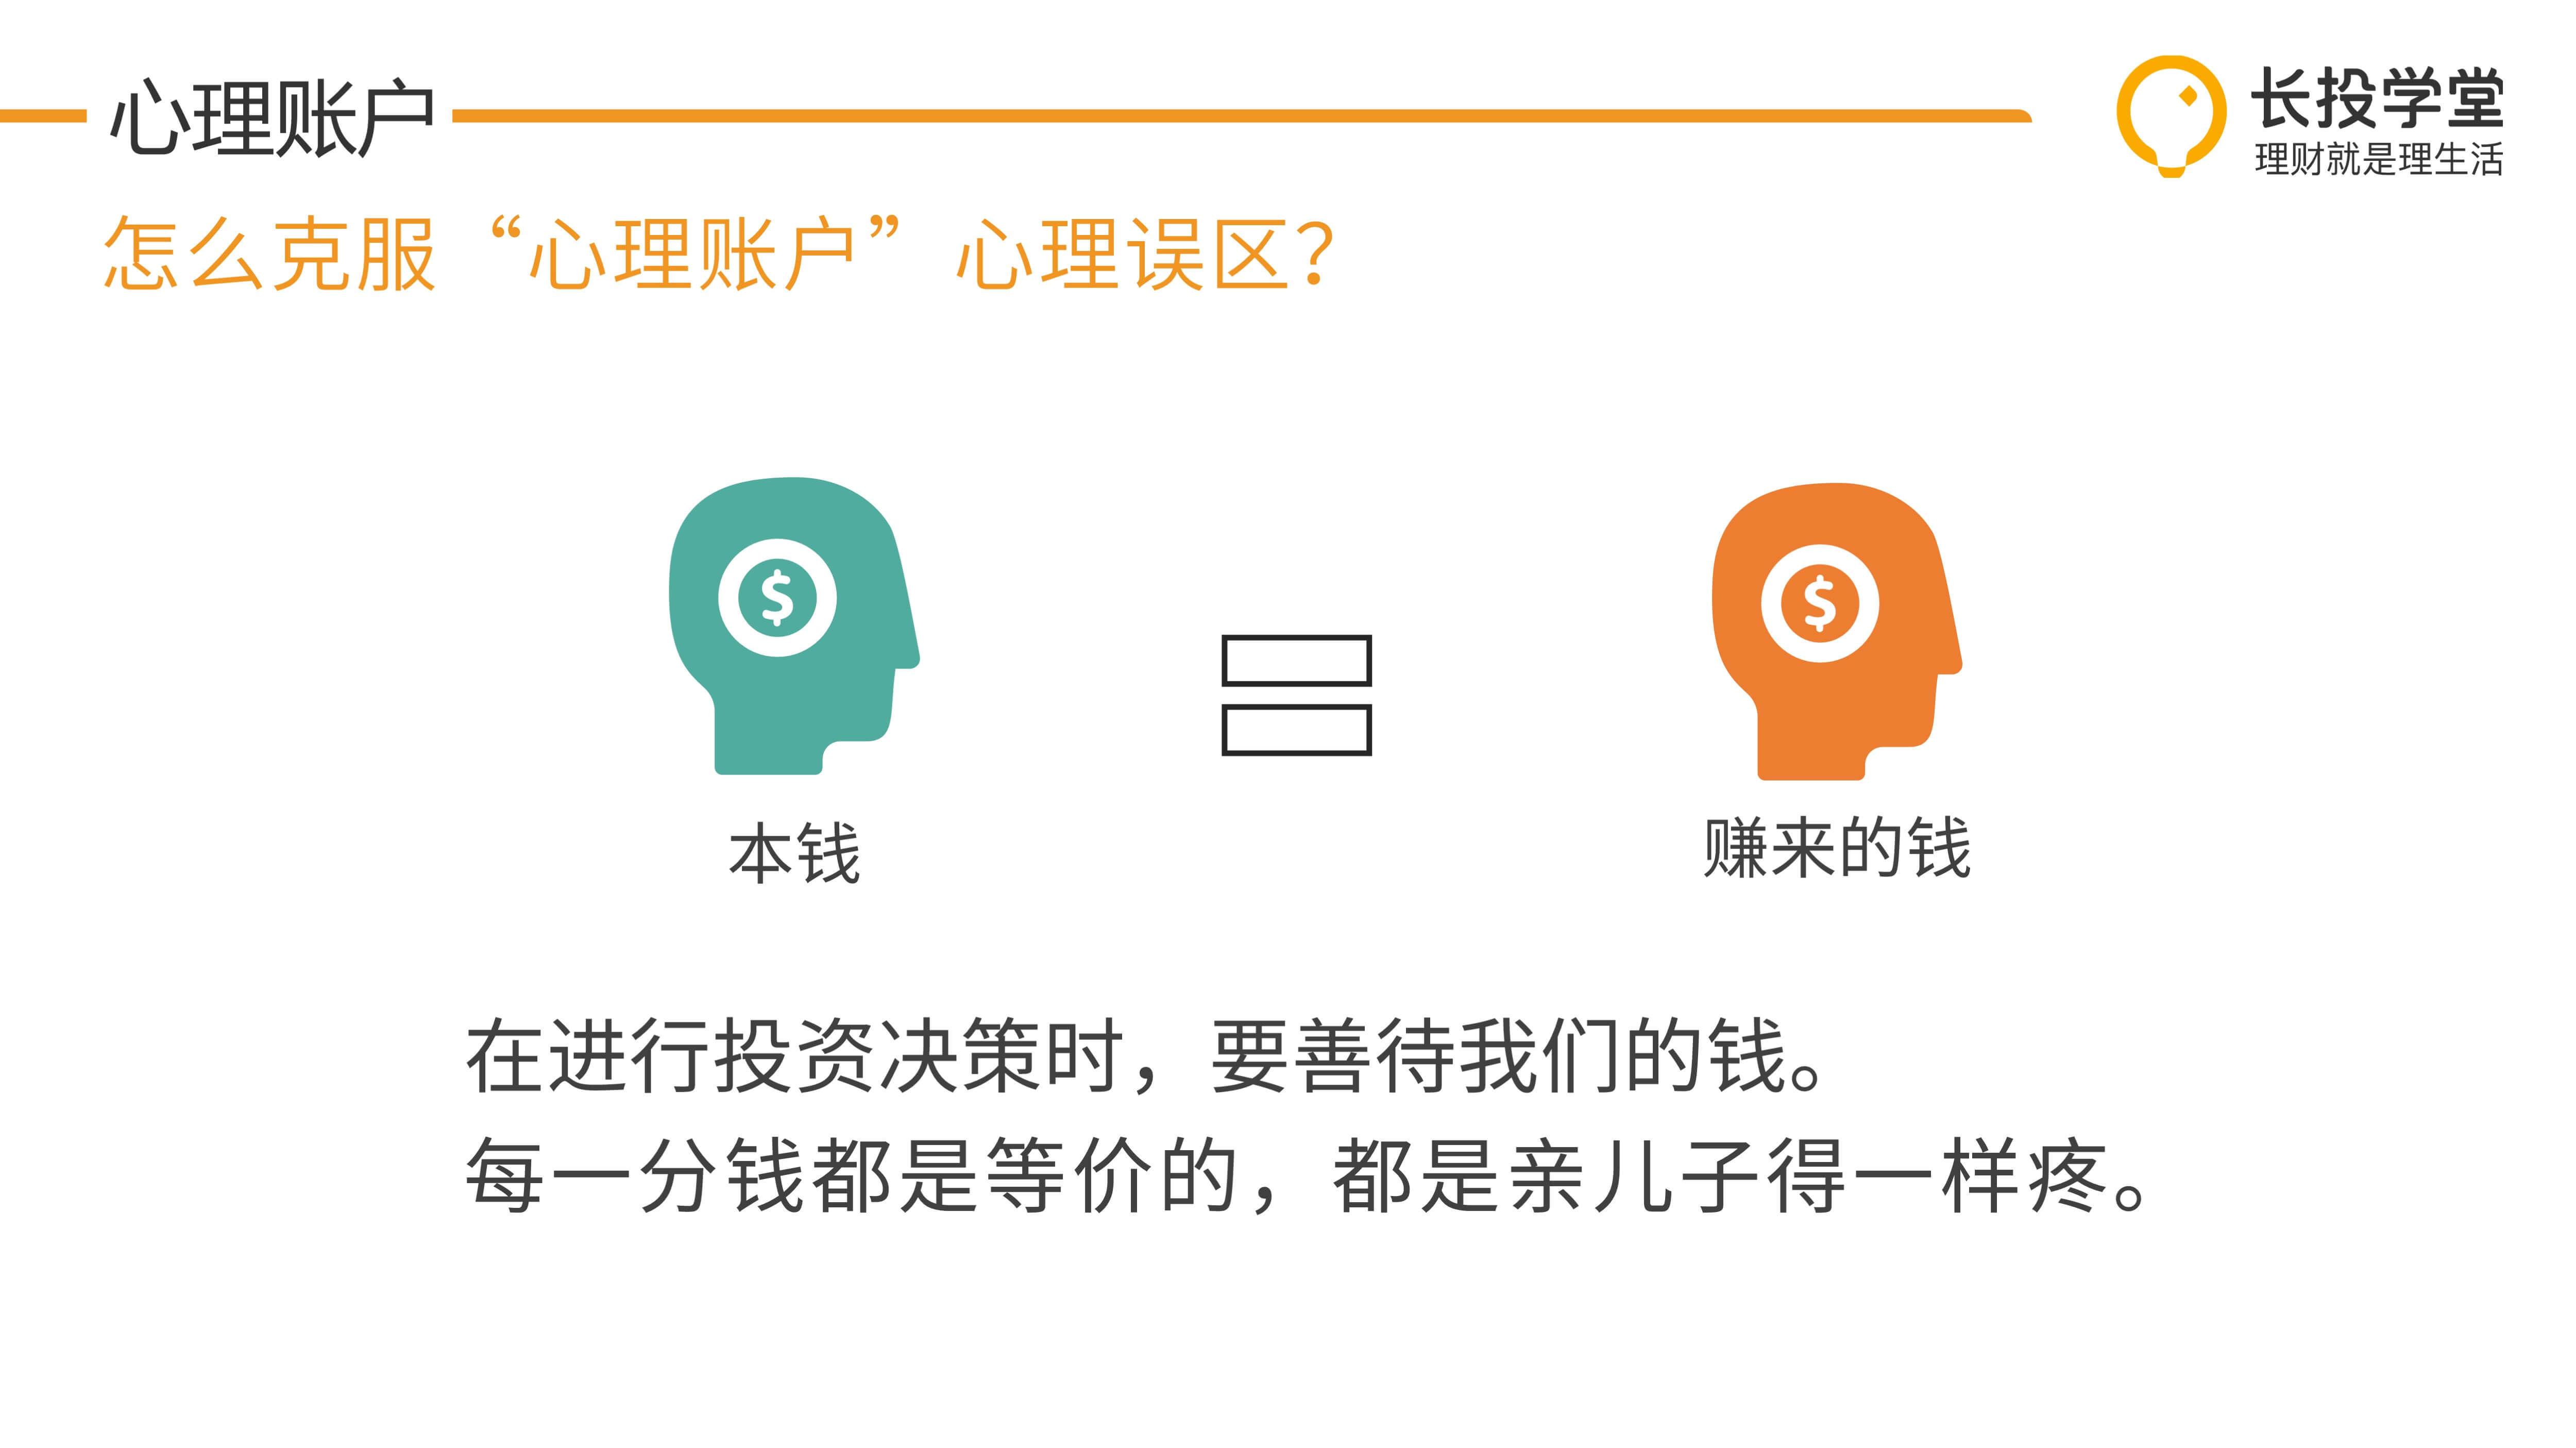 心理账户
长投学堂
理财就是理生活
怎么克服“心理账户”心理误区？
$
$
本钱
赚来的钱
在进行投资决策时，要善待我们的钱。
每一分钱都是等价的，都是亲儿子得一样疼。